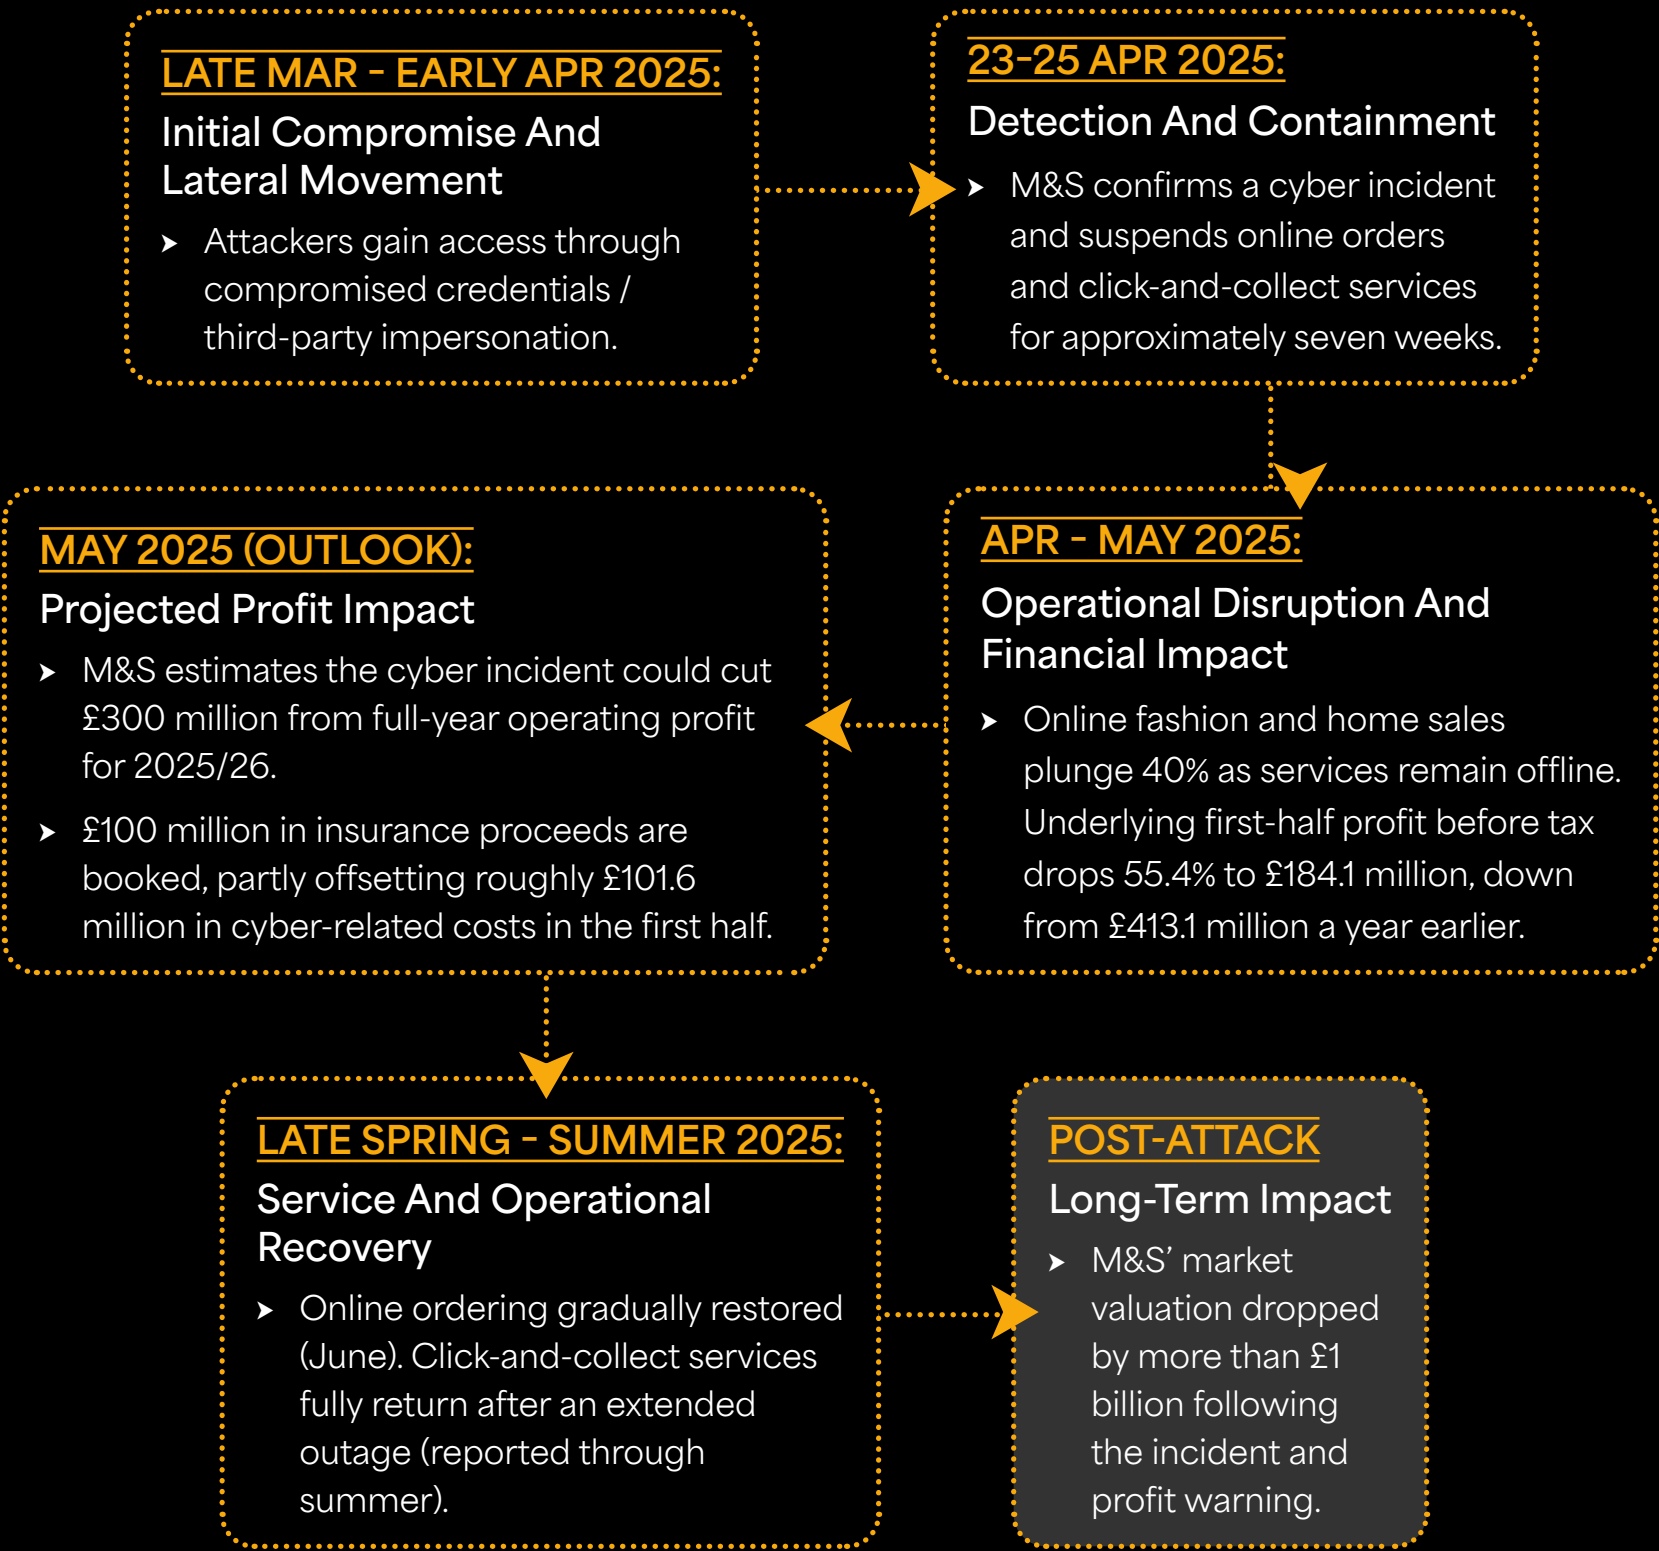 LATE MAR – EARLY APR 2025:
Initial Compromise And
Lateral Movement
Attackers gain access through
compromised credentials /
third-party impersonation.
23–25 APR 2025:
Detection And Containment
M&S confirms a cyber incident
and suspends online orders
and click-and-collect services
for approximately seven weeks.
APR – MAY 2025:
Operational Disruption And
Financial Impact
Online fashion and home sales
plunge 40% as services remain offline.
Underlying first-half profit before tax
drops 55.4% to £184.1 million, down
from £413.1 million a year earlier.
MAY 2025 (OUTLOOK):
Projected Profit Impact
M&S estimates the cyber incident could cut
£300 million from full-year operating profit
for 2025/26.
£100 million in insurance proceeds are
booked, partly offsetting roughly £101.6
million in cyber-related costs in the first half.
LATE SPRING – SUMMER 2025:
Service And Operational
Recovery
Online ordering gradually restored
(June). Click-and-collect services
fully return after an extended
outage (reported through
summer).
POST-ATTACK
Long-Term Impact
M&S’ market
valuation dropped
by more than £1
billion following
the incident and
profit warning.